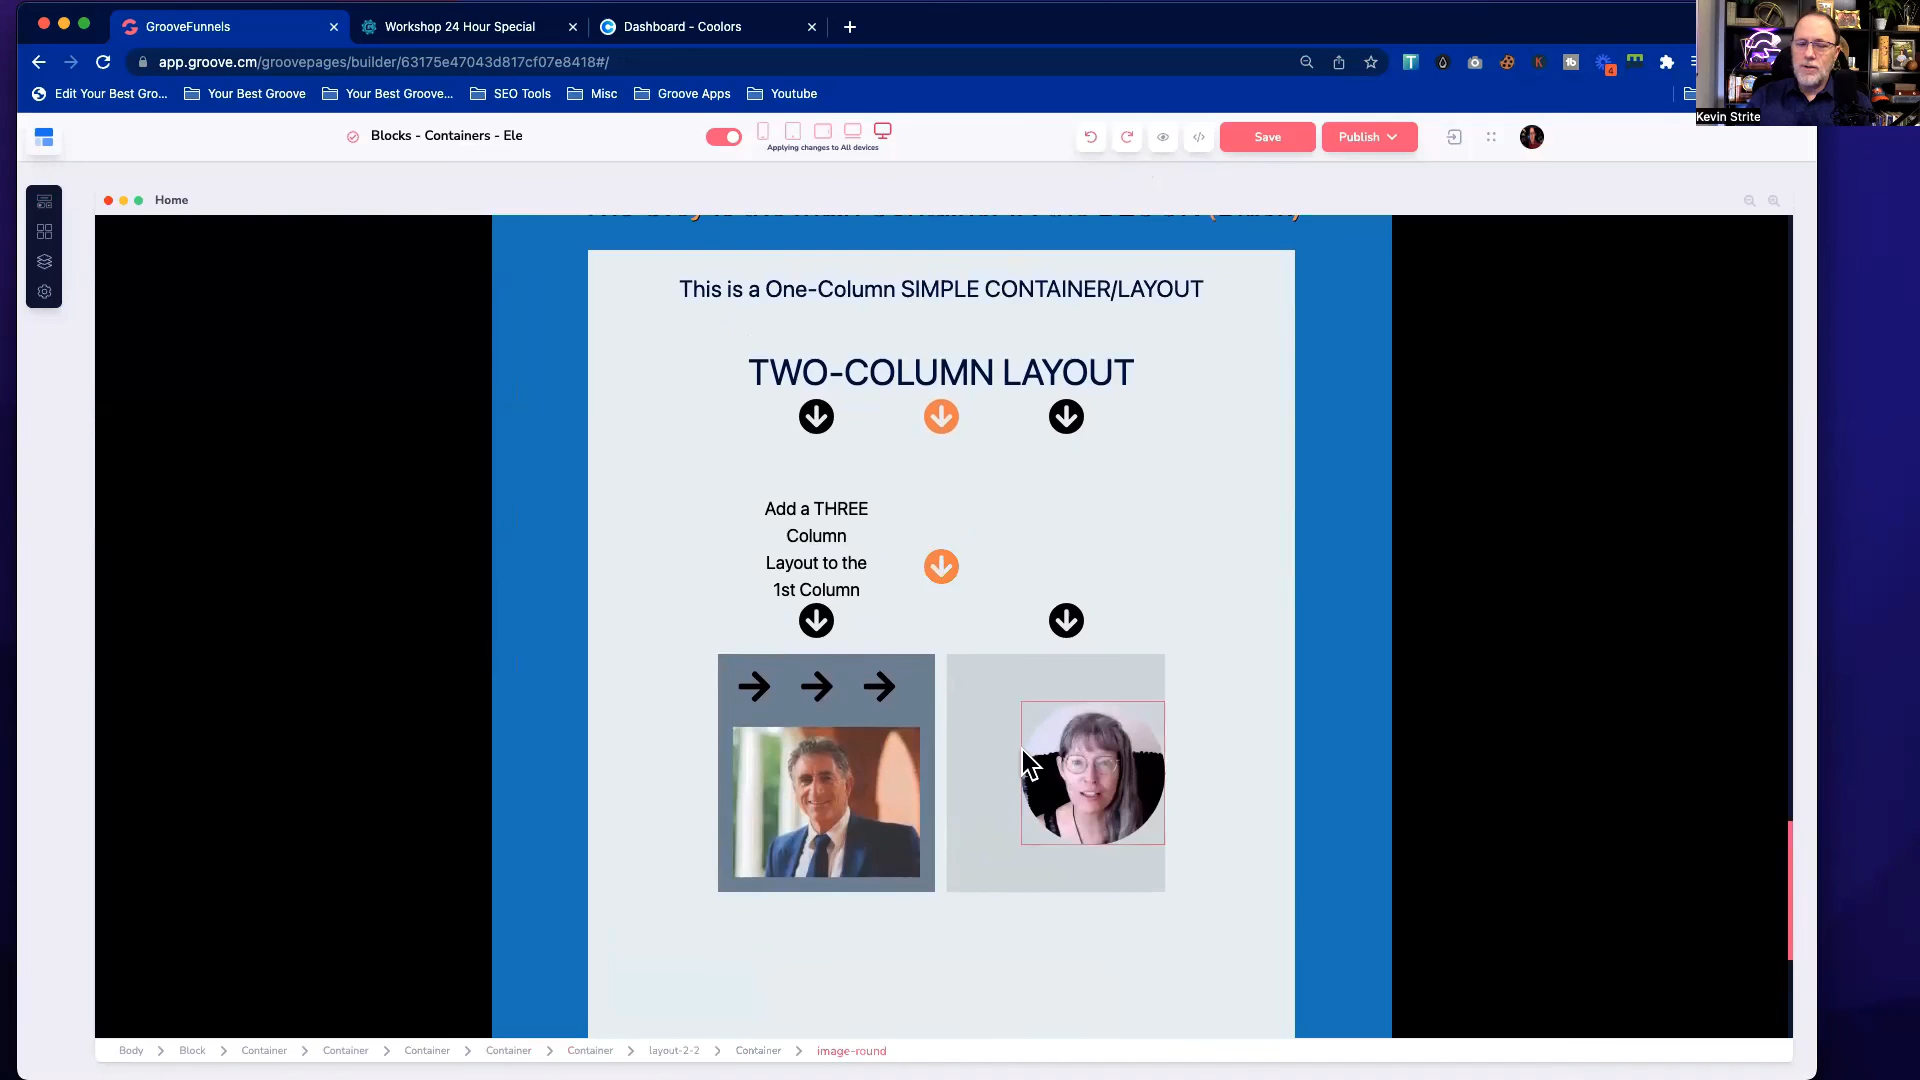 GrooveFunnels
Workshop 24 Hour Special
Dashboard - Coolors
app.groove.cm/groovepages/builder/63175e47043d817cf07e8418#/
Edit Your Best Gro...
Your Best Groove
Your Best Groove...
SEO Tools
Misc
Groove Apps
Youtube
Kevin Strite
Blocks - Containers - Ele
Applying changes to All devices
Save
Publish
Home
This is a One-Column SIMPLE CONTAINER/LAYOUT
TWO-COLUMN LAYOUT
Add a THREE
Column
Layout to the
1st Column
Body > Block > Container > Container > Container > Container > Container > layout-2-2 > Container > image-round